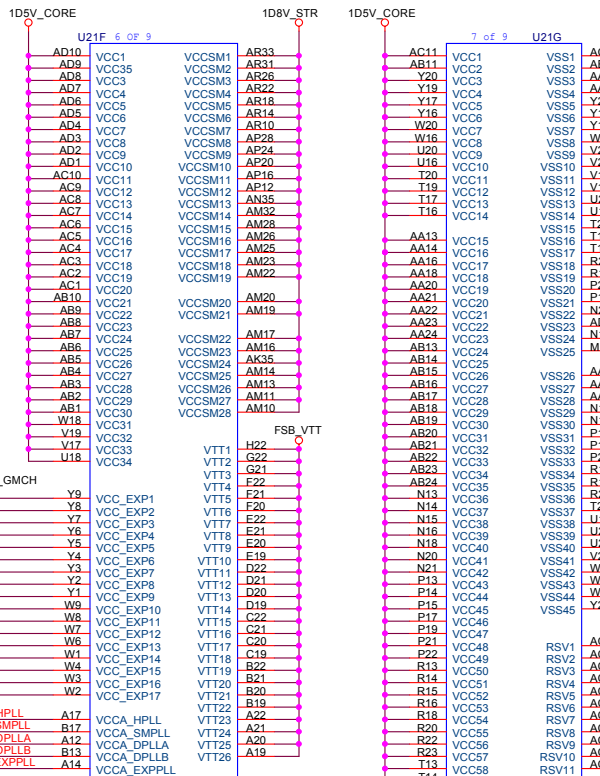 1D5V_CORE
1D8V_STR
U21F 6 OF 9
AD10 VCC1 VCCSM1 AR33
AD9 VCC35 VCCSM2 AR31
AD8 VCC3 VCCSM3 AR26
AD7 VCC4 VCCSM4 AR22
AD6 VCC5 VCCSM5 AR18
AD5 VCC6 VCCSM6 AR14
AD4 VCC7 VCCSM7 AR10
AD3 VCC8 VCCSM8 AP28
AD2 VCC9 VCCSM9 AP24
AD1 VCC10 VCCSM10 AP20
AC10 VCC11 VCCSM11 AP16
AC9 VCC12 VCCSM12 AP12
AC8 VCC13 VCCSM13 AN35
AC7 VCC14 VCCSM14 AM32
AC6 VCC15 VCCSM15 AM28
AC5 VCC16 VCCSM16 AM26
AC4 VCC17 VCCSM17 AM25
AC3 VCC18 VCCSM18 AM23
AC2 VCC19 VCCSM19 AM22
AC1 VCC20
AB10 VCC21 VCCSM20 AM20
AB9 VCC22 VCCSM21 AM19
AB8 VCC23
AB7 VCC24 VCCSM22 AM17
AB6 VCC25 VCCSM23 AM16
AB5 VCC26 VCCSM24 AK35
AB4 VCC27 VCCSM25 AM14
AB3 VCC28 VCCSM26 AM13
AB2 VCC29 VCCSM27 AM11
AB1 VCC30 VCCSM28 AM10
W18 VCC31
V19 VCC32
FSB_VTT
V17 VCC33 VTT1 H22
U18 VCC34 VTT2 G22
VTT3 G21
_GMCH
VTT4 F22
Y9 VCC_EXP1 VTT5 F21
Y8 VCC_EXP2 VTT6 F20
Y7 VCC_EXP3 VTT7 E22
Y6 VCC_EXP4 VTT8 E21
Y5 VCC_EXP5 VTT9 E20
Y4 VCC_EXP6 VTT10 E19
Y3 VCC_EXP7 VTT11 D22
Y2 VCC_EXP8 VTT12 D21
Y1 VCC_EXP9 VTT13 D20
W9 VCC_EXP10 VTT14 D19
W8 VCC_EXP11 VTT15 C22
W7 VCC_EXP12 VTT16 C21
W6 VCC_EXP13 VTT17 C20
W1 VCC_EXP14 VTT18 C19
W4 VCC_EXP15 VTT19 B22
W3 VCC_EXP16 VTT20 B21
W2 VCC_EXP17 VTT21 B20
VTT22 B19
HPLL A17 VCCA_HPLL VTT23 A22
SMPLL B17 VCCA_SMPLL VTT24 A21
DPLLA A12 VCCA_DPLLA VTT25 A20
DPLLB B13 VCCA_DPLLB VTT26 A19
EXPPLL A14 VCCA_EXPPLL
1D5V_CORE
7 of 9 U21G
AC11 VCC1 VSS1
AB11 VCC2 VSS2
Y20 VCC3 VSS3
Y19 VCC4 VSS4
Y17 VCC5 VSS5
Y16 VCC6 VSS6
W20 VCC7 VSS7
W16 VCC8 VSS8
U20 VCC9 VSS9
U16 VCC10 VSS10
T20 VCC11 VSS11
T19 VCC12 VSS12
T17 VCC13 VSS13
T16 VCC14 VSS14
VSS15
AA13 VCC15 VSS16
AA14 VCC16 VSS17
AA16 VCC17 VSS18
AA18 VCC18 VSS19
AA20 VCC19 VSS20
AA21 VCC20 VSS21
AA22 VCC21 VSS22
AA23 VCC22 VSS23
AA24 VCC23 VSS24
AB13 VCC24 VSS25
AB14 VCC25
AB15 VCC26 VSS26
AB16 VCC27 VSS27
AB17 VCC28 VSS28
AB18 VCC29 VSS29
AB19 VCC30 VSS30
AB20 VCC31 VSS31
AB21 VCC32 VSS32
AB22 VCC33 VSS33
AB23 VCC34 VSS34
AB24 VCC35 VSS35
N13 VCC36 VSS36
N14 VCC37 VSS37
N15 VCC38 VSS38
N16 VCC39 VSS39
N18 VCC40 VSS40
N20 VCC41 VSS41
N21 VCC42 VSS42
P13 VCC43 VSS43
P14 VCC44 VSS44
P15 VCC45 VSS45
P17 VCC46
P19 VCC47
P21 VCC48 RSV1
P22 VCC49 RSV2
R13 VCC50 RSV3
R14 VCC51 RSV4
R15 VCC52 RSV5
R16 VCC53 RSV6
R18 VCC54 RSV7
R20 VCC55 RSV8
R22 VCC56 RSV9
R23 VCC57 RSV10
T13 VCC58 RSV11